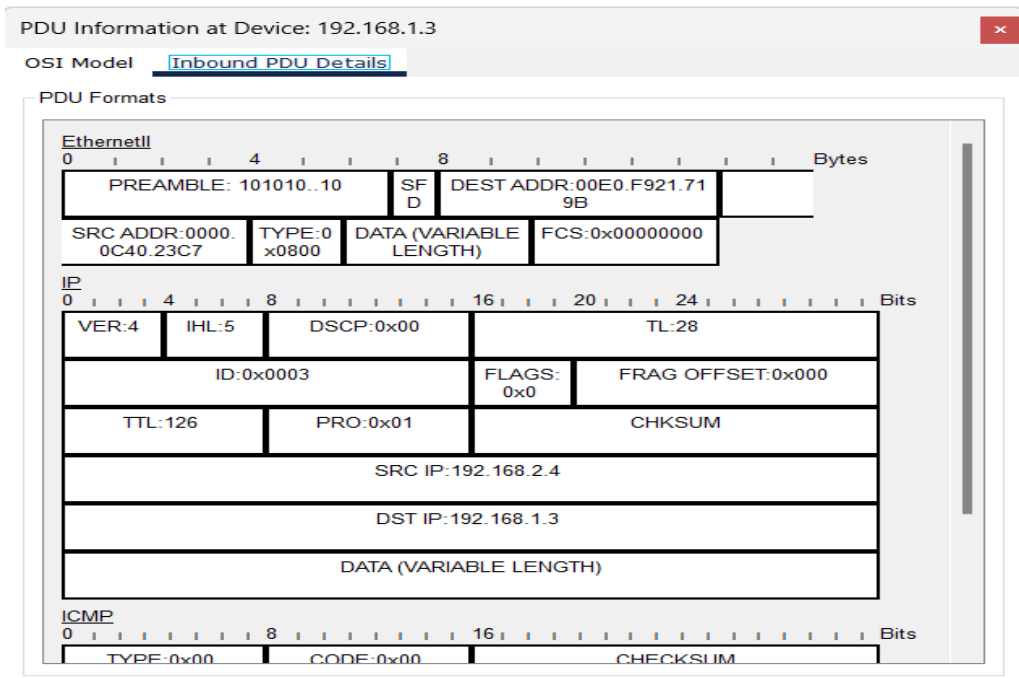 PDU Information at Device: 192.168.1.3
×
OSI Model Inbound PDU Details
PDU Formats
EthernetII
0 4 8 Bytes
PREAMBLE: 101010..10
SF
D
DEST ADDR:00E0.F921.71
9B
SRC ADDR:0000.
0C40.23C7
TYPE:0
x0800
DATA (VARIABLE
LENGTH)
FCS:0x00000000
IP
0 4 8 16 20 24 Bits
VER:4 IHL:5 DSCP:0x00 TL:28
ID:0x0003
FLAGS:
0x0
FRAG OFFSET:0x000
TTL:126 PRO:0x01 CHKSUM
SRC IP:192.168.2.4
DST IP:192.168.1.3
DATA (VARIABLE LENGTH)
ICMP
0 8 16 Bits
TYPE:0x00 CODE:0x00 CHECKSUM